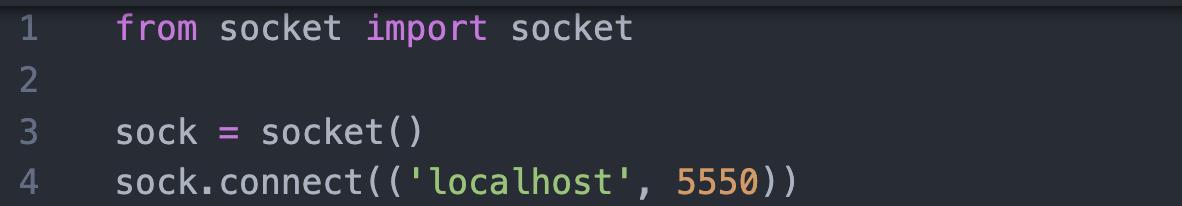 1 from socket import socket
2
3 sock = socket()
4 sock.connect(('localhost', 5550))